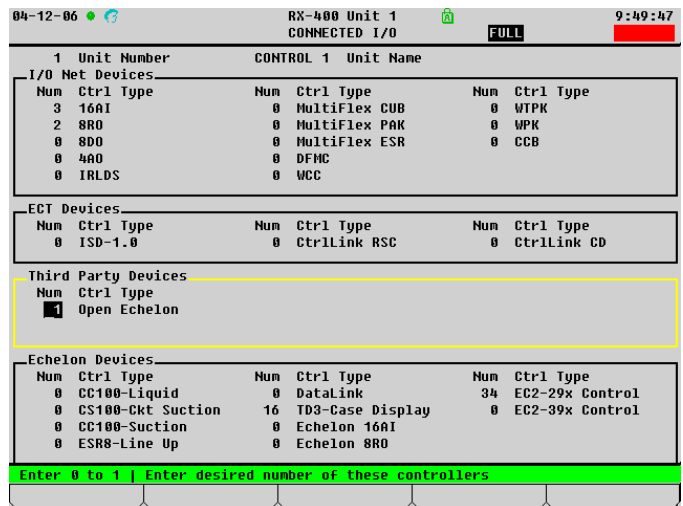 04-12-06 RX-400 Unit 1 9:49:47
CONNECTED I/O FULL
1 Unit Number CONTROL 1 Unit Name
I/O Net Devices
Num Ctrl Type Num Ctrl Type Num Ctrl Type
3 16AI 0 MultiFlex CUB 0 WTPK
2 8RO 0 MultiFlex PAK 0 WPK
0 8DO 0 MultiFlex ESR 0 CCB
0 4AO 0 DFMC
0 IRLDS 0 WCC
ECT Devices
Num Ctrl Type Num Ctrl Type Num Ctrl Type
0 ISD-1.0 0 CtrlLink RSC 0 CtrlLink CD
Third Party Devices
Num Ctrl Type
1 Open Echelon
Echelon Devices
Num Ctrl Type Num Ctrl Type Num Ctrl Type
0 CC100-Liquid 0 DataLink 34 EC2-29x Control
0 CS100-Ckt Suction 16 TD3-Case Display 0 EC2-39x Control
0 CC100-Suction 0 Echelon 16AI
0 ESR8-Line Up 0 Echelon 8RO
Enter 0 to 1 | Enter desired number of these controllers